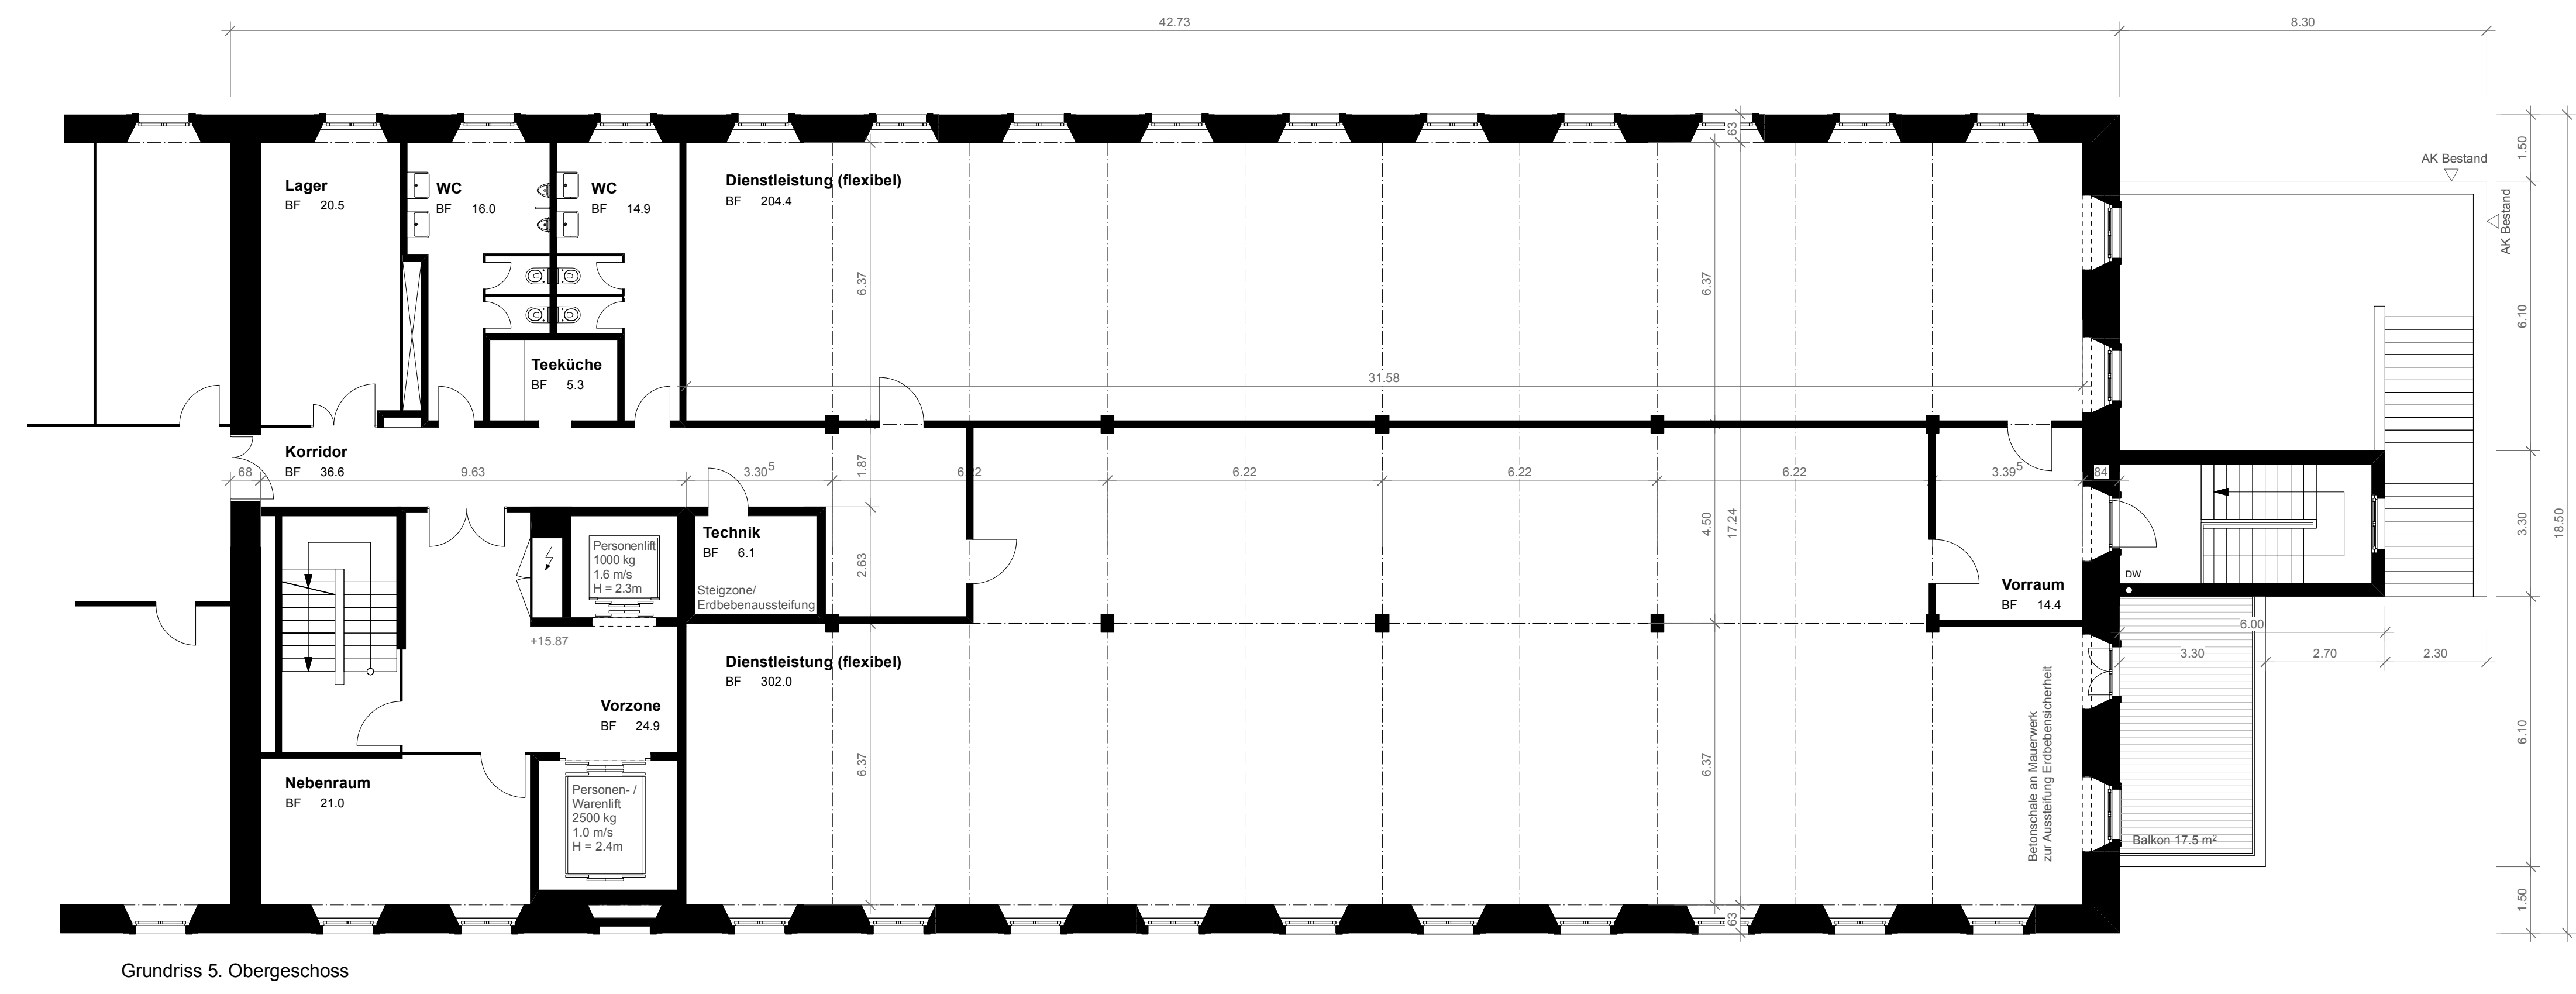 42.73
8.30
63
1.50
AK Bestand
AK Bestand
Lager
BF 20.5
WC
BF 16.0
WC
BF 14.9
Dienstleistung (flexibel)
BF 204.4
6.37
6.37
6.10
Teeküche
BF 5.3
31.58
Korridor
BF 36.6
68
9.63
3.30⁵
1.87
6.22
6.22
6.22
6.22
3.39⁵
84
Technik
BF 6.1
Steigzone/
Erdbebenaussteifung
Personenlift
1000 kg
1.6 m/s
H = 2.3m
2.63
4.50
17.24
3.30
18.50
DW
Vorraum
BF 14.4
+15.87
6.00
3.30
2.70
2.30
Dienstleistung (flexibel)
BF 302.0
Vorzone
BF 24.9
6.37
6.37
6.10
Betonschale an Mauerwerk
zur Aussteifung Erdbebensicherheit
Nebenraum
BF 21.0
Personen- /
Warenlift
2500 kg
1.0 m/s
H = 2.4m
Balkon 17.5 m²
63
1.50
Grundriss 5. Obergeschoss